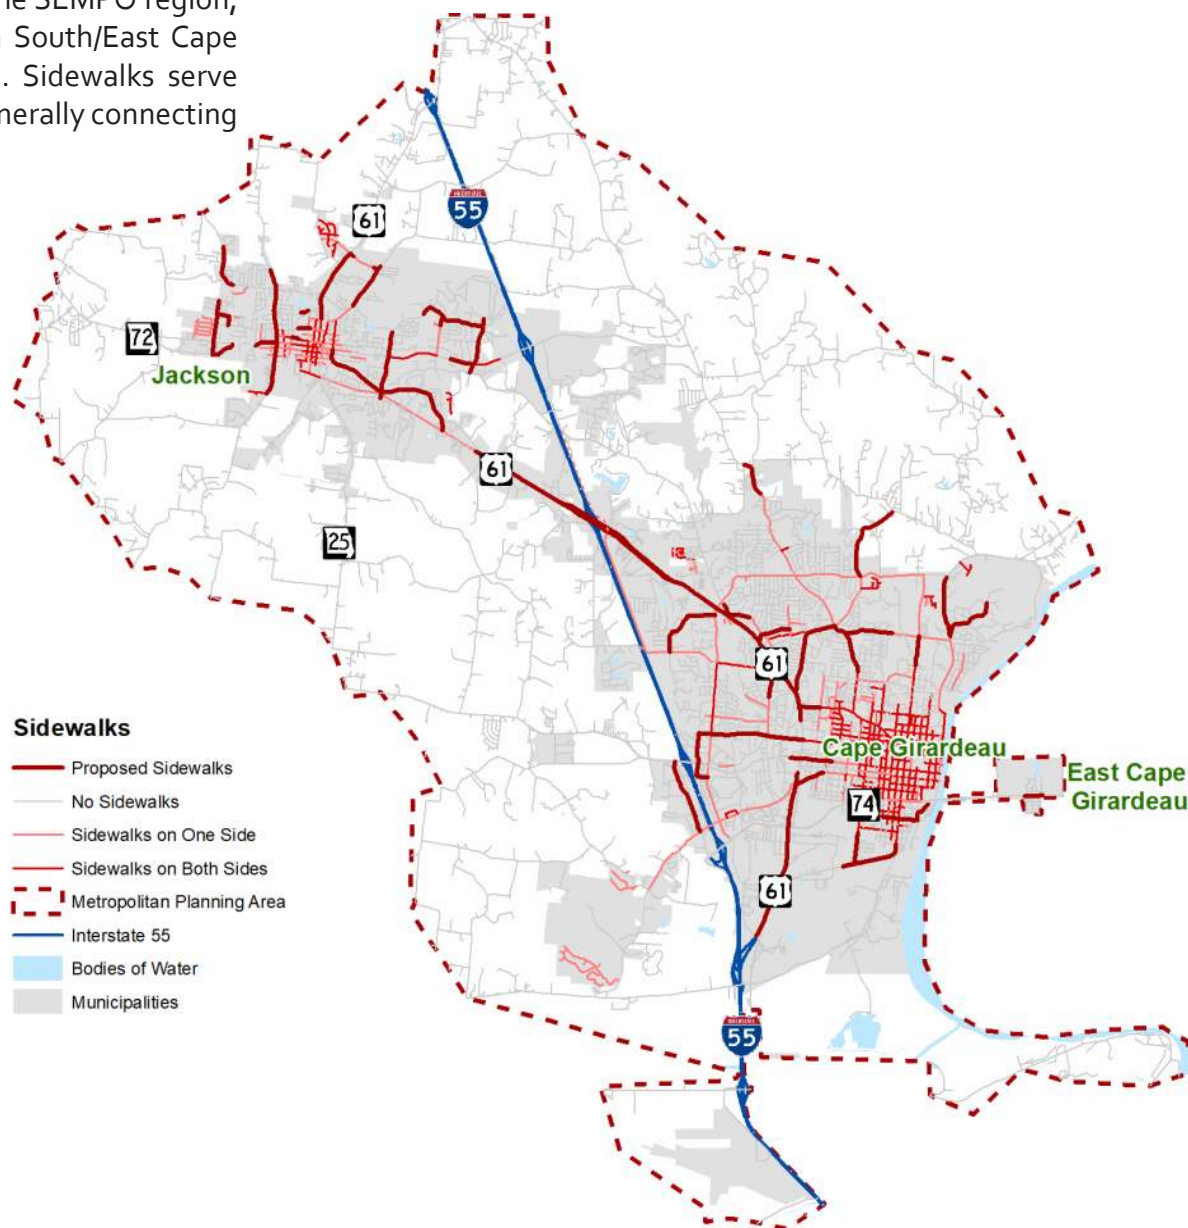 he SEMPO region,
South/East Cape
. Sidewalks serve
nerally connecting
61
55
72
Jackson
61
25
61
Cape Girardeau
East Cape
Girardeau
74
61
55
Sidewalks
Proposed Sidewalks
No Sidewalks
Sidewalks on One Side
Sidewalks on Both Sides
Metropolitan Planning Area
Interstate 55
Bodies of Water
Municipalities